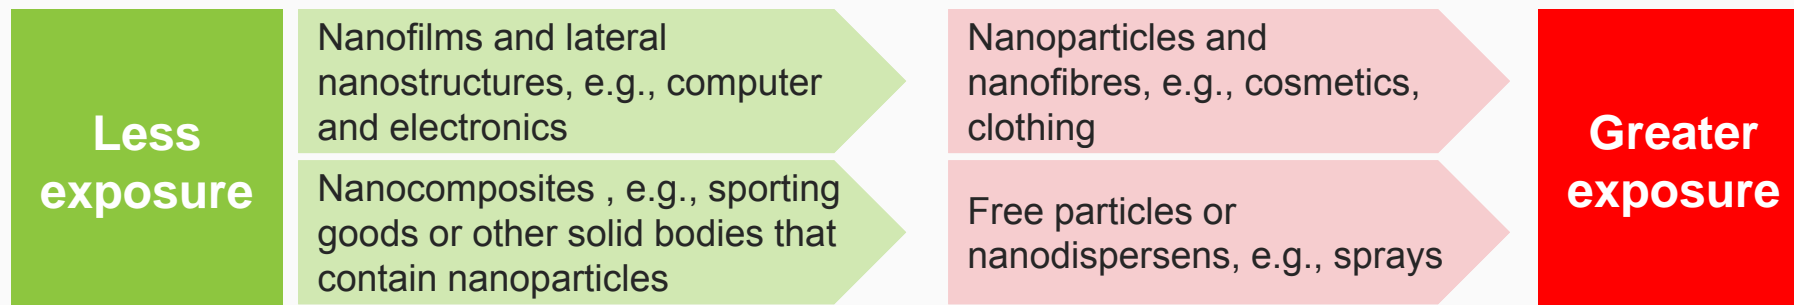 Less
exposure
Nanofilms and lateral
nanostructures, e.g., computer
and electronics
Nanocomposites , e.g., sporting
goods or other solid bodies that
contain nanoparticles
Nanoparticles and
nanofibres, e.g., cosmetics,
clothing
Free particles or
nanodispersens, e.g., sprays
Greater
exposure